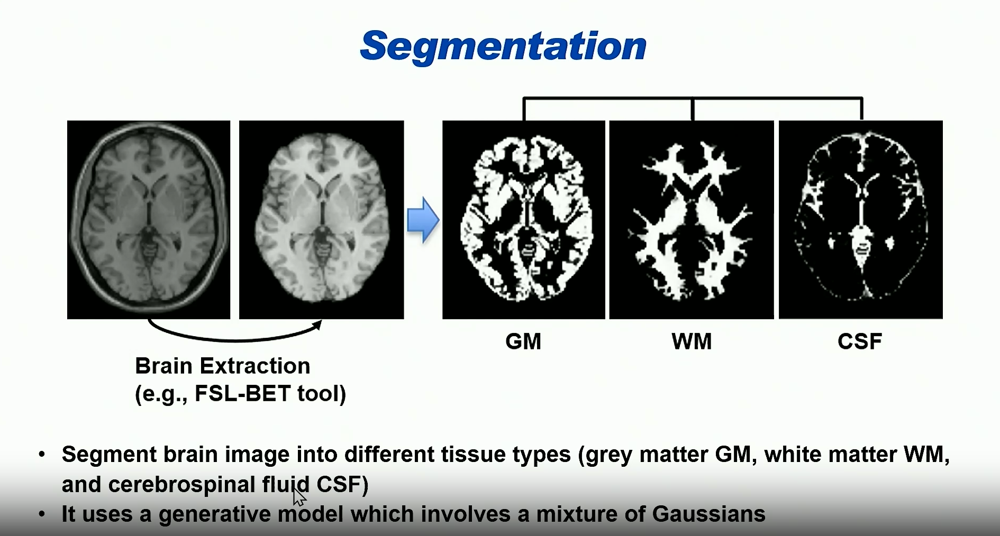 Segmentation
GM
WM
CSF
Brain Extraction
(e.g., FSL-BET tool)
• Segment brain image into different tissue types (grey matter GM, white matter WM,
and cerebrospinal fluid CSF)
• It uses a generative model which involves a mixture of Gaussians